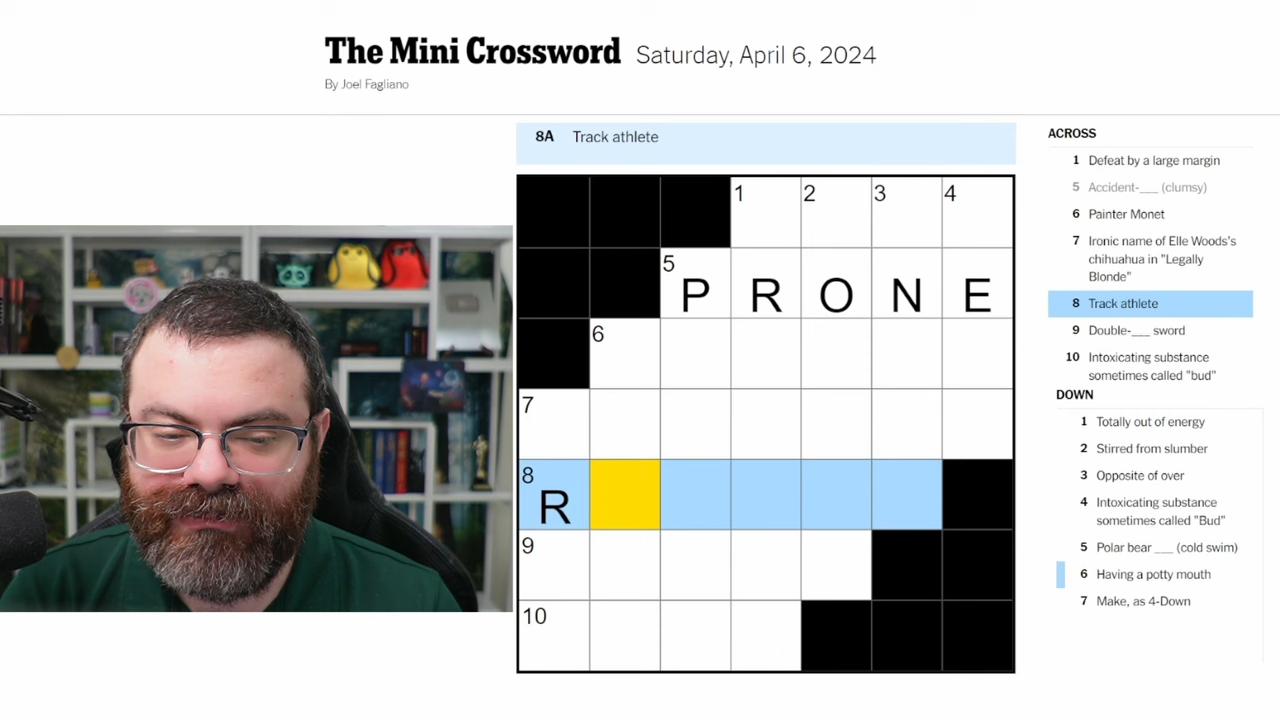 The Mini Crossword Saturday, April 6, 2024
By Joel Fagliano
8A Track athlete
1 2 3 4
5 P R O N E
6
7
8 R
9
10
ACROSS
1 Defeat by a large margin
5 Accident-___ (clumsy)
6 Painter Monet
7 Ironic name of Elle Woods's
chihuahua in "Legally
Blonde"
8 Track athlete
9 Double-___ sword
10 Intoxicating substance
sometimes called "bud"
DOWN
1 Totally out of energy
2 Stirred from slumber
3 Opposite of over
4 Intoxicating substance
sometimes called "Bud"
5 Polar bear ___ (cold swim)
6 Having a potty mouth
7 Make, as 4-Down